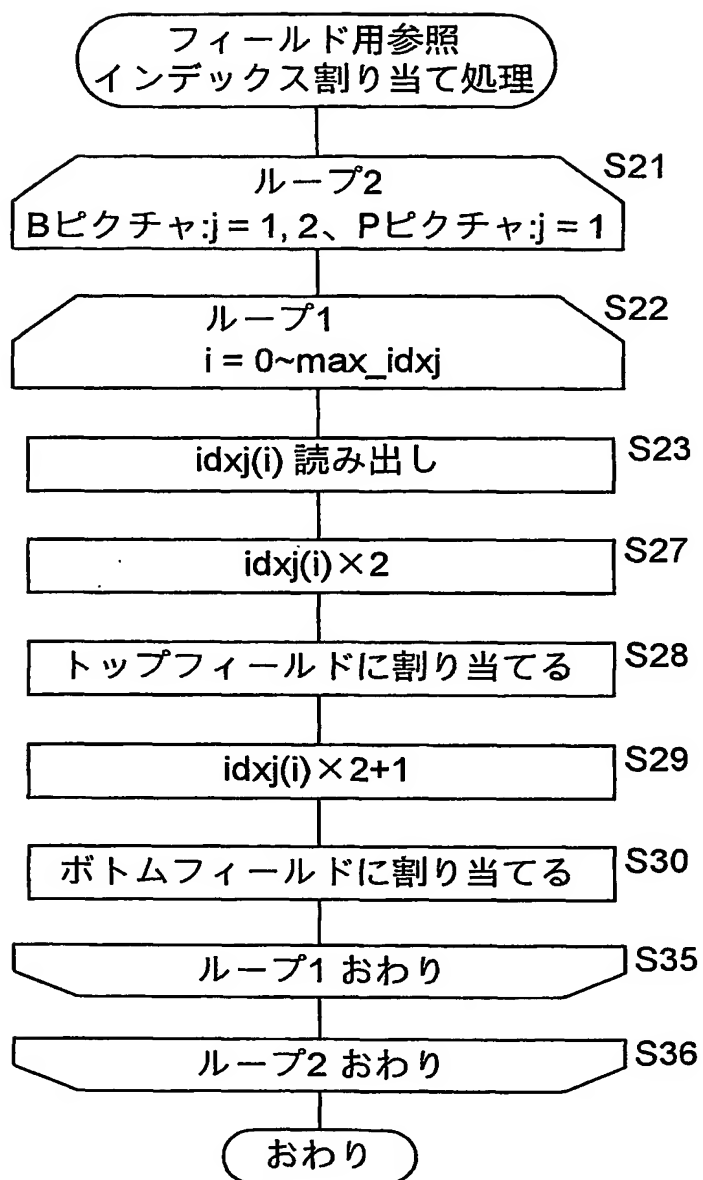 フィールド用参照
インデックス割り当て処理
S21
ループ2
Bピクチャ:j = 1, 2、Pピクチャ:j = 1
S22
ループ1
i = 0~max_idxj
idxj(i) 読み出し
S23
idxj(i)×2
S27
トップフィールドに割り当てる
S28
idxj(i)×2+1
S29
ボトムフィールドに割り当てる
S30
ループ1 おわり
S35
ループ2 おわり
S36
おわり